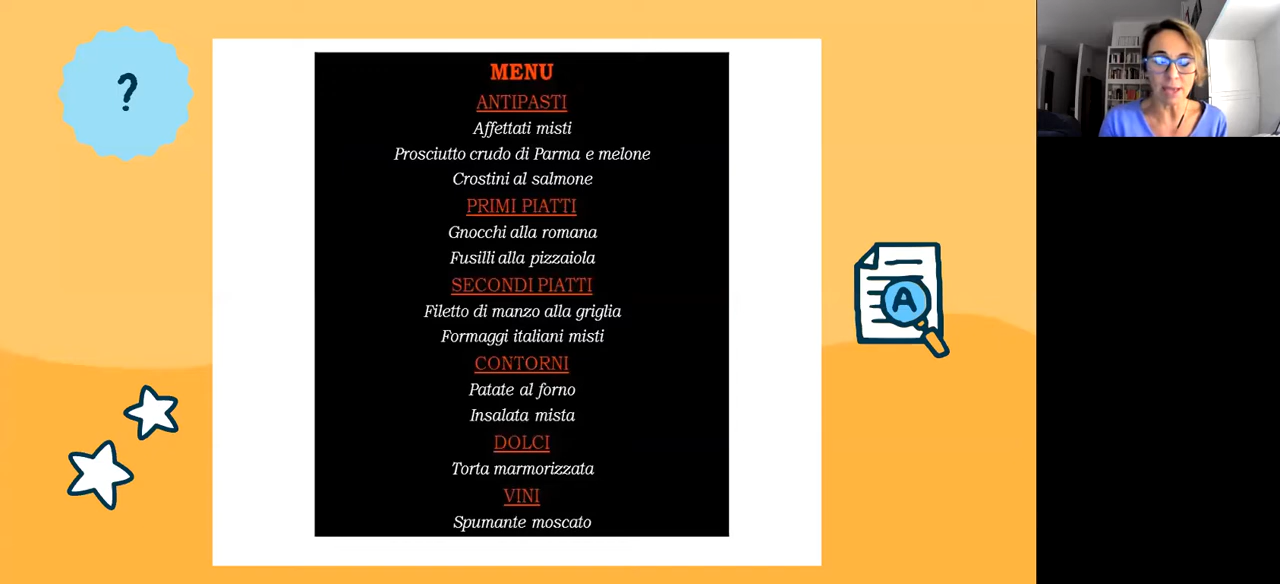 ?
MENU
ANTIPASTI
Affettati misti
Prosciutto crudo di Parma e melone
Crostini al salmone
PRIMI PIATTI
Gnocchi alla romana
Fusilli alla pizzaiola
SECONDI PIATTI
Filetto di manzo alla griglia
Formaggi italiani misti
CONTORNI
Patate al forno
Insalata mista
DOLCI
Torta marmorizzata
VINI
Spumante moscato
A